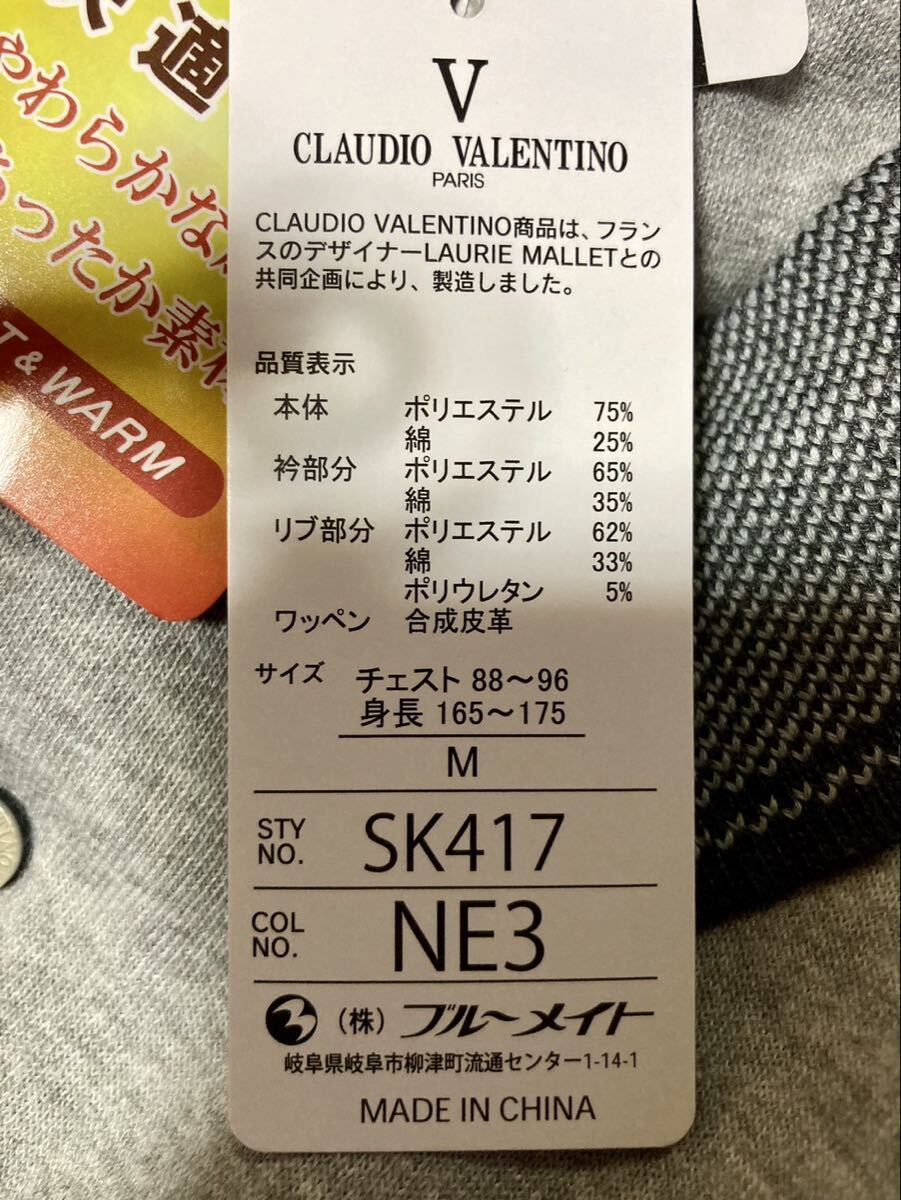 適
やわらかな
あったか素材
T & WARM
V
CLAUDIO VALENTINO
PARIS
CLAUDIO VALENTINO商品は、フラン
スのデザイナーLAURIE MALLETとの
共同企画により、製造しました。
品質表示
本体 ポリエステル 75%
綿 25%
衿部分 ポリエステル 65%
綿 35%
リブ部分 ポリエステル 62%
綿 33%
ポリウレタン 5%
ワッペン 合成皮革
サイズ チェスト 88〜96
身長 165〜175
M
STY NO. SK417
COL NO. NE3
(株) ブルーメイト
岐阜県岐阜市柳津町流通センター1-14-1
MADE IN CHINA